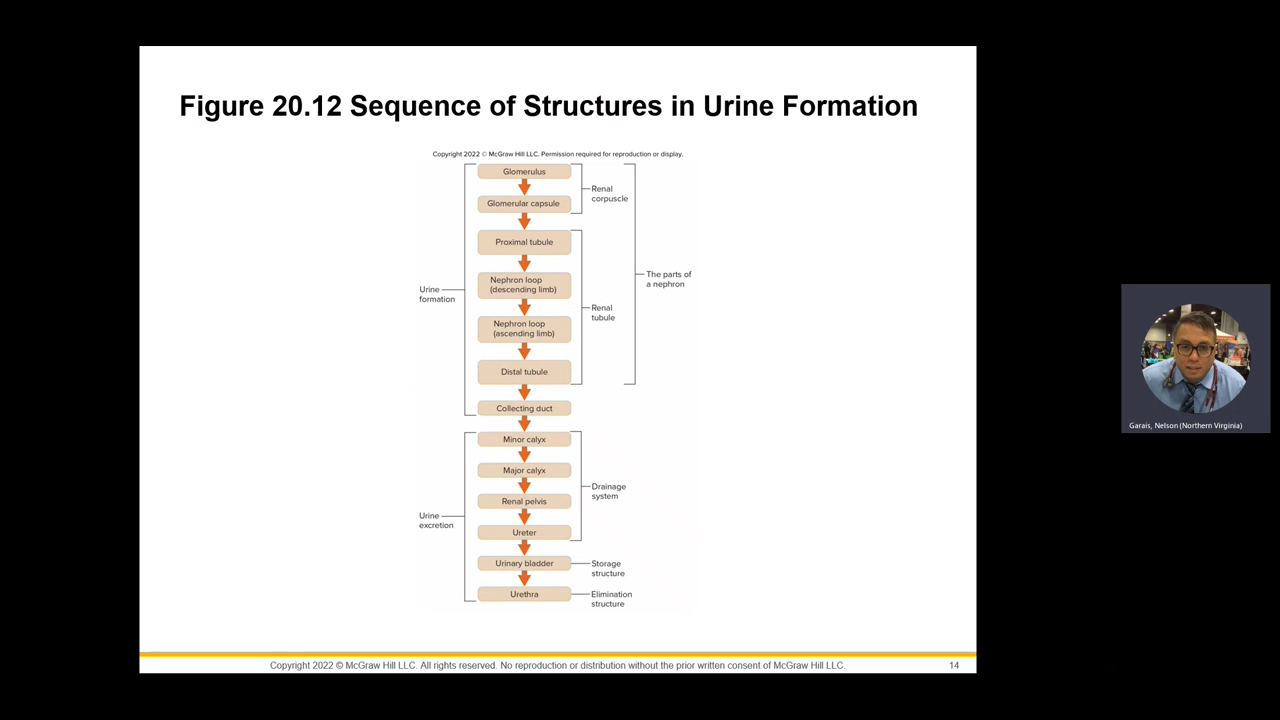 Figure 20.12 Sequence of Structures in Urine Formation
Copyright 2022 © McGraw Hill LLC. Permission required for reproduction or display.
Glomerulus
Renal
corpuscle
Glomerular capsule
Proximal tubule
The parts of
a nephron
Nephron loop
(descending limb)
Urine
formation
Renal
tubule
Nephron loop
(ascending limb)
Distal tubule
Collecting duct
Minor calyx
Major calyx
Drainage
system
Renal pelvis
Urine
excretion
Ureter
Urinary bladder
Storage
structure
Urethra
Elimination
structure
Copyright 2022 © McGraw Hill LLC. All rights reserved. No reproduction or distribution without the prior written consent of McGraw Hill LLC.
14
Garais, Nelson (Northern Virginia)